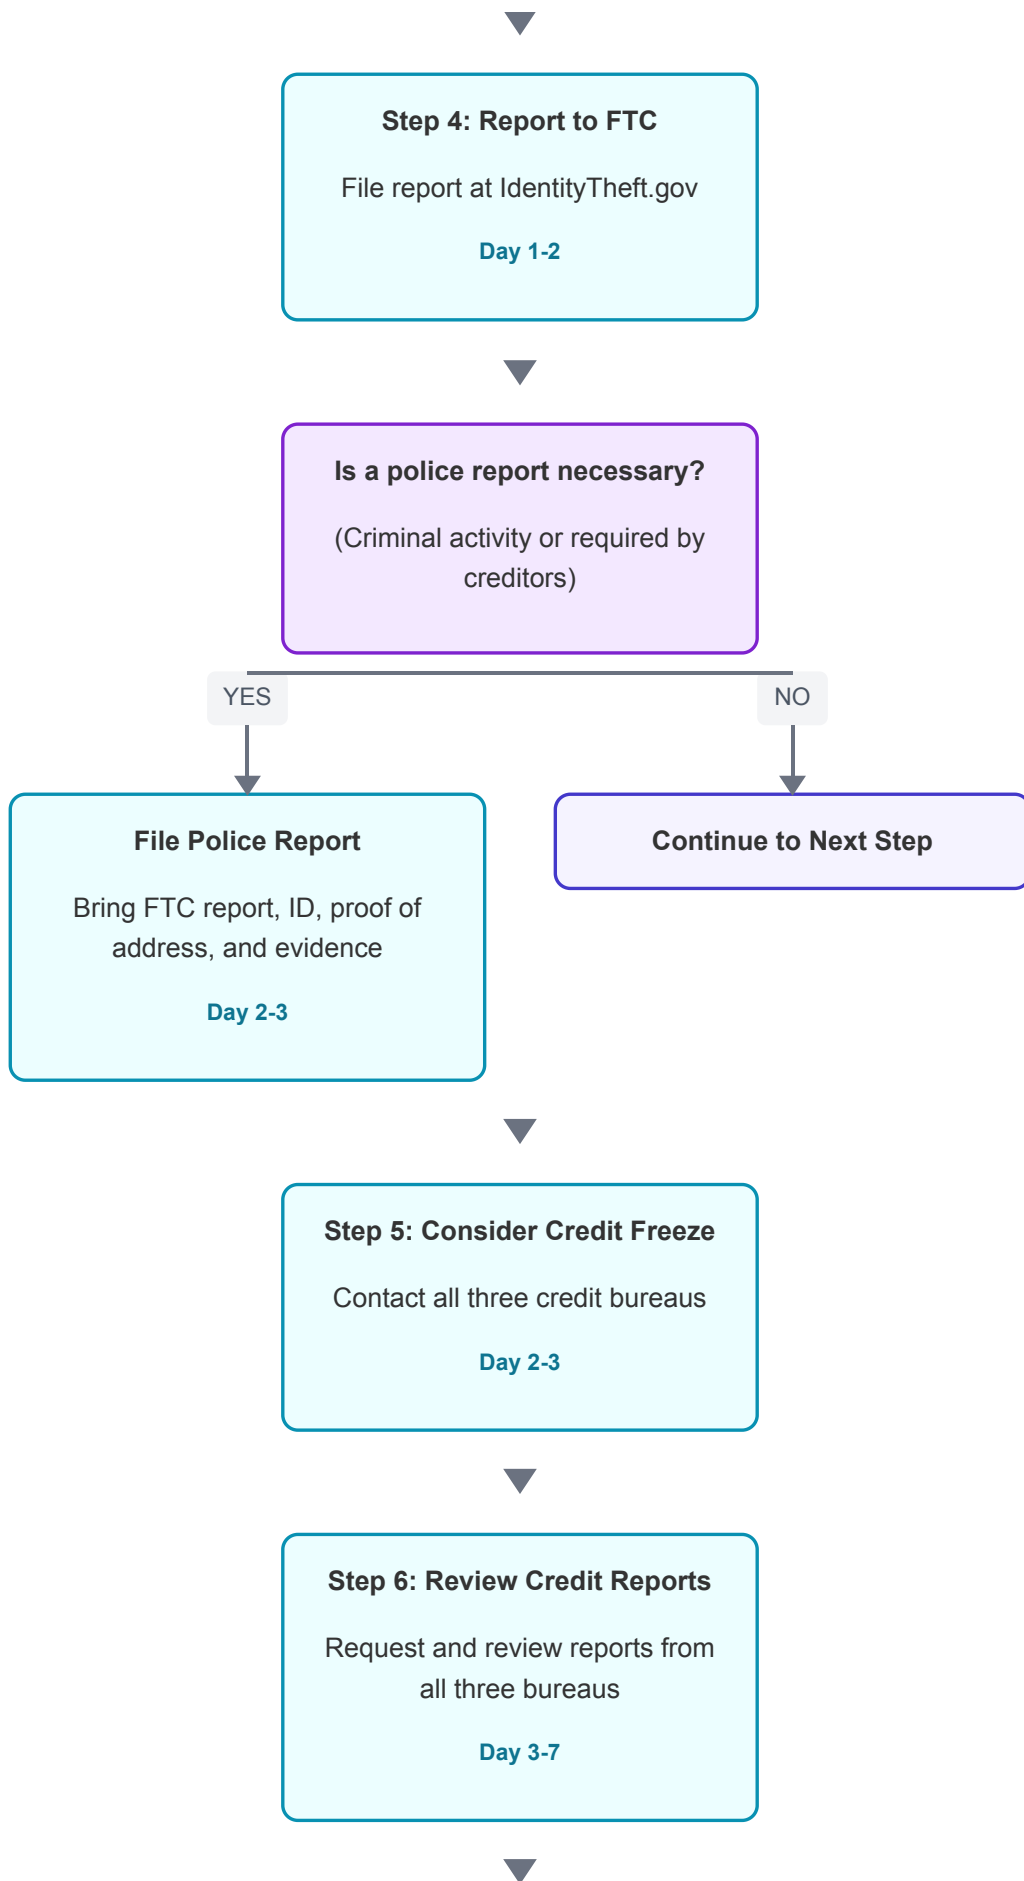 Step 4: Report to FTC
File report at IdentityTheft.gov
Day 1-2
Is a police report necessary?
(Criminal activity or required by
creditors)
YES
NO
File Police Report
Bring FTC report, ID, proof of
address, and evidence
Day 2-3
Continue to Next Step
Step 5: Consider Credit Freeze
Contact all three credit bureaus
Day 2-3
Step 6: Review Credit Reports
Request and review reports from
all three bureaus
Day 3-7